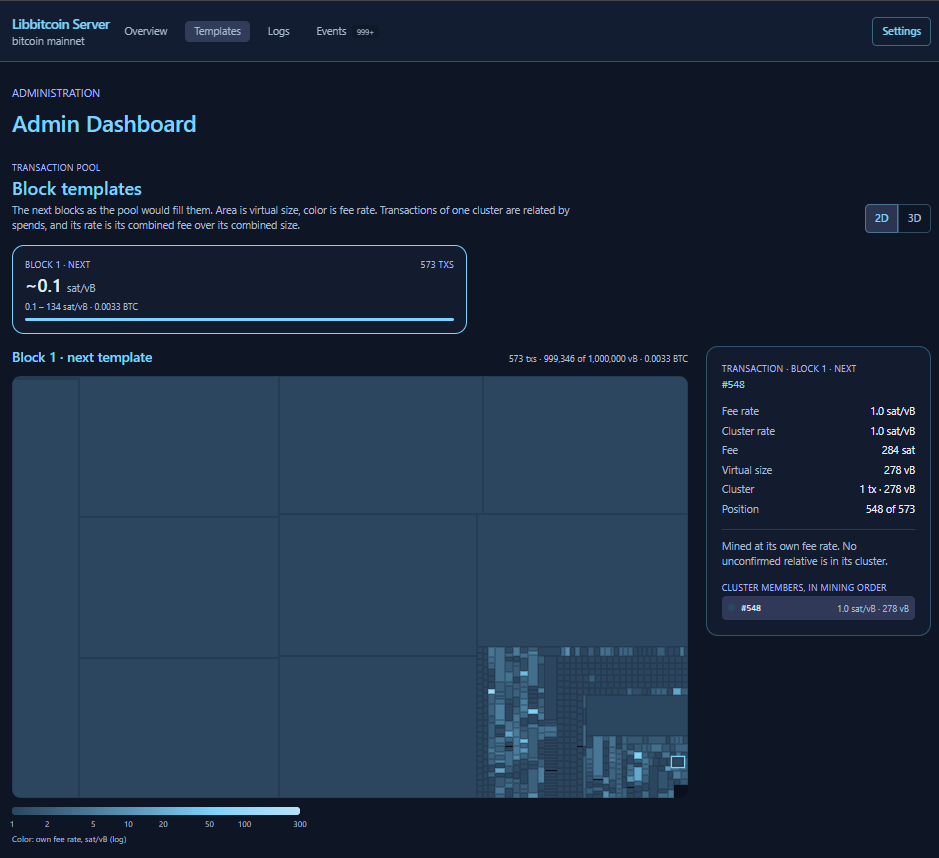 Libbitcoin Server
bitcoin mainnet
Overview
Templates
Logs
Events 999+
Settings
ADMINISTRATION
Admin Dashboard
TRANSACTION POOL
Block templates
The next blocks as the pool would fill them. Area is virtual size, color is fee rate. Transactions of one cluster are related by
spends, and its rate is its combined fee over its combined size.
2D 3D
BLOCK 1 · NEXT 573 TXS
~0.1 sat/vB
0.1 – 134 sat/vB · 0.0033 BTC
Block 1 · next template 573 txs · 999,346 of 1,000,000 vB · 0.0033 BTC
TRANSACTION · BLOCK 1 · NEXT
#548
Fee rate 1.0 sat/vB
Cluster rate 1.0 sat/vB
Fee 284 sat
Virtual size 278 vB
Cluster 1 tx · 278 vB
Position 548 of 573
Mined at its own fee rate. No
unconfirmed relative is in its cluster.
CLUSTER MEMBERS, IN MINING ORDER
#548 1.0 sat/vB · 278 vB
1 2 5 10 20 50 100 300
Color: own fee rate, sat/vB (log)